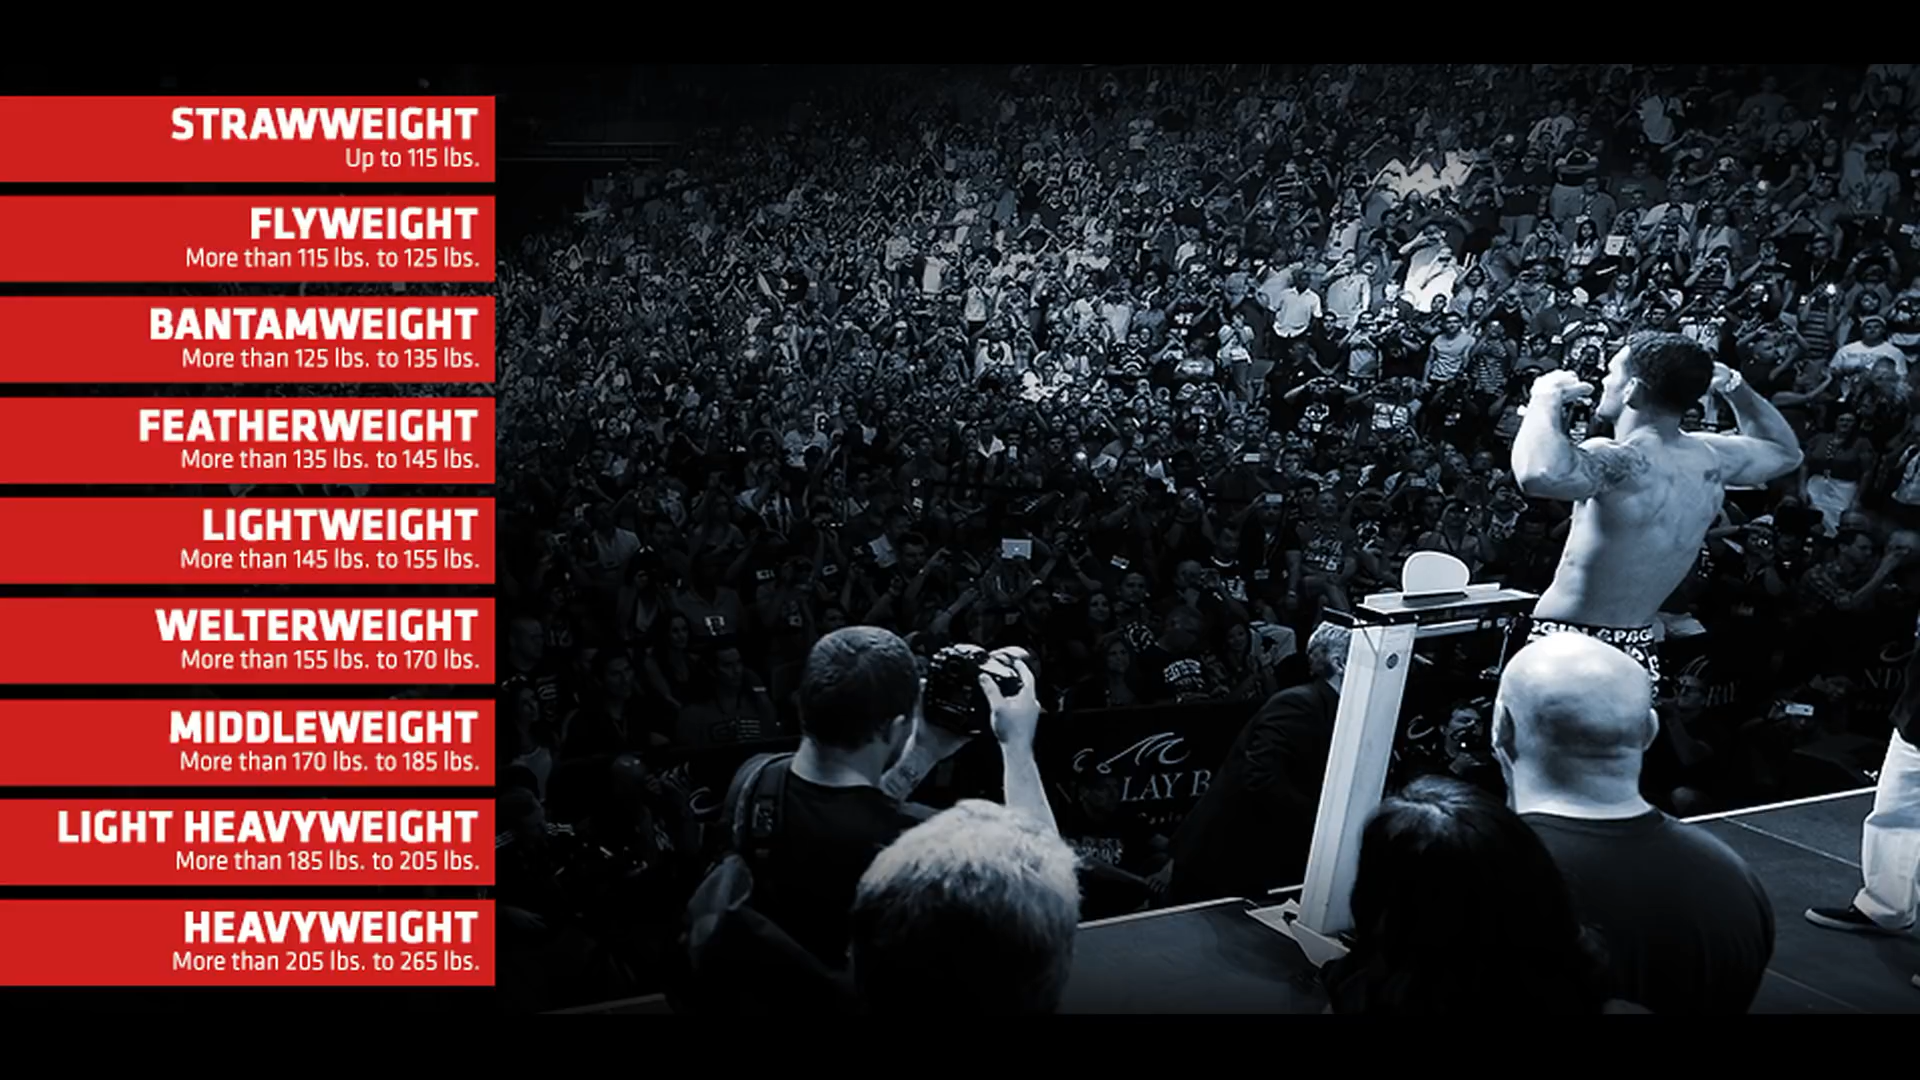 STRAWWEIGHT
Up to 115 lbs.
FLYWEIGHT
More than 115 lbs. to 125 lbs.
BANTAMWEIGHT
More than 125 lbs. to 135 lbs.
FEATHERWEIGHT
More than 135 lbs. to 145 lbs.
LIGHTWEIGHT
More than 145 lbs. to 155 lbs.
WELTERWEIGHT
More than 155 lbs. to 170 lbs.
MIDDLEWEIGHT
More than 170 lbs. to 185 lbs.
LIGHT HEAVYWEIGHT
More than 185 lbs. to 205 lbs.
HEAVYWEIGHT
More than 205 lbs. to 265 lbs.
LAY B